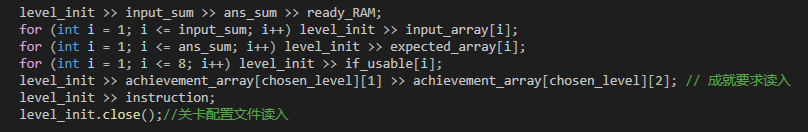 level_init >> input_sum >> ans_sum >> ready_RAM;
for (int i = 1; i <= input_sum; i++) level_init >> input_array[i];
for (int i = 1; i <= ans_sum; i++) level_init >> expected_array[i];
for (int i = 1; i <= 8; i++) level_init >> if_usable[i];
level_init >> achievement_array[chosen_level][1] >> achievement_array[chosen_level][2]; // 成就要求读入
level_init >> instruction;
level_init.close();//关卡配置文件读入